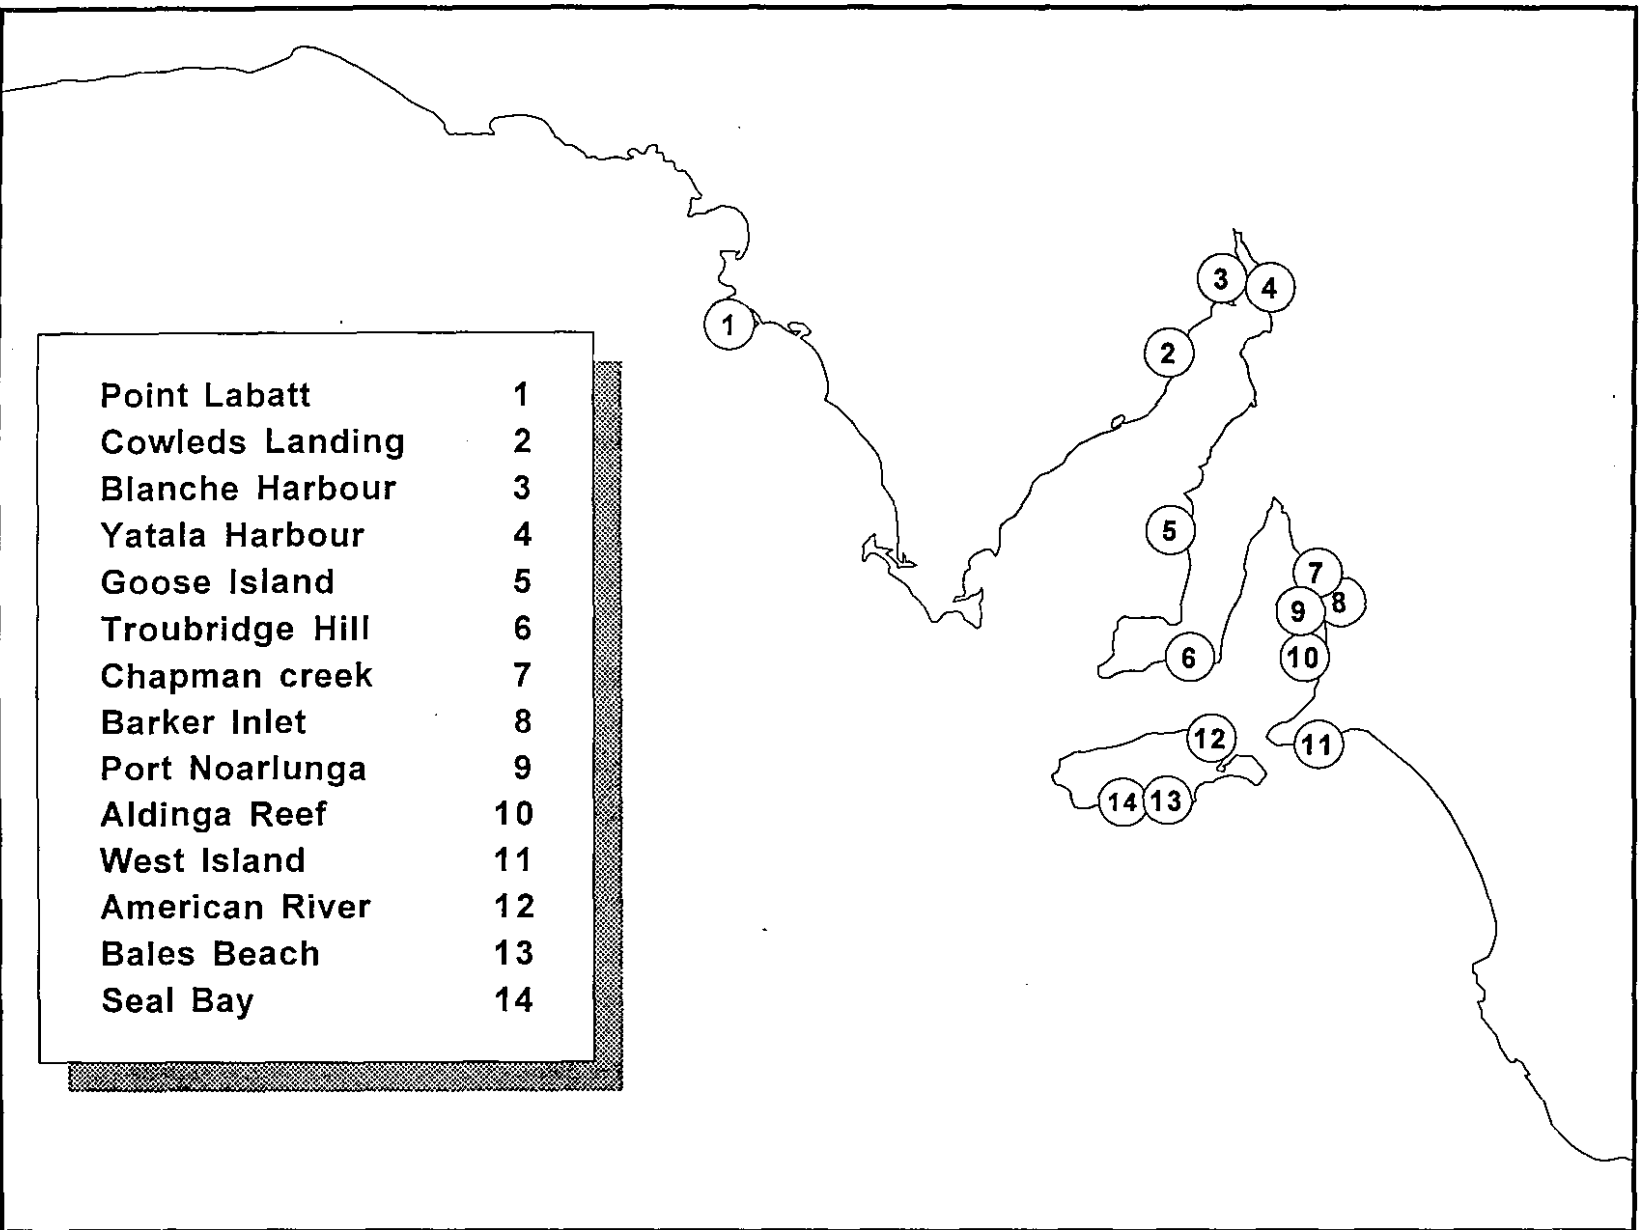 3
4
1
2
5
7
8
9
6
10
12
11
14
13
Point Labatt 1
Cowleds Landing 2
Blanche Harbour 3
Yatala Harbour 4
Goose Island 5
Troubridge Hill 6
Chapman creek 7
Barker Inlet 8
Port Noarlunga 9
Aldinga Reef 10
West Island 11
American River 12
Bales Beach 13
Seal Bay 14